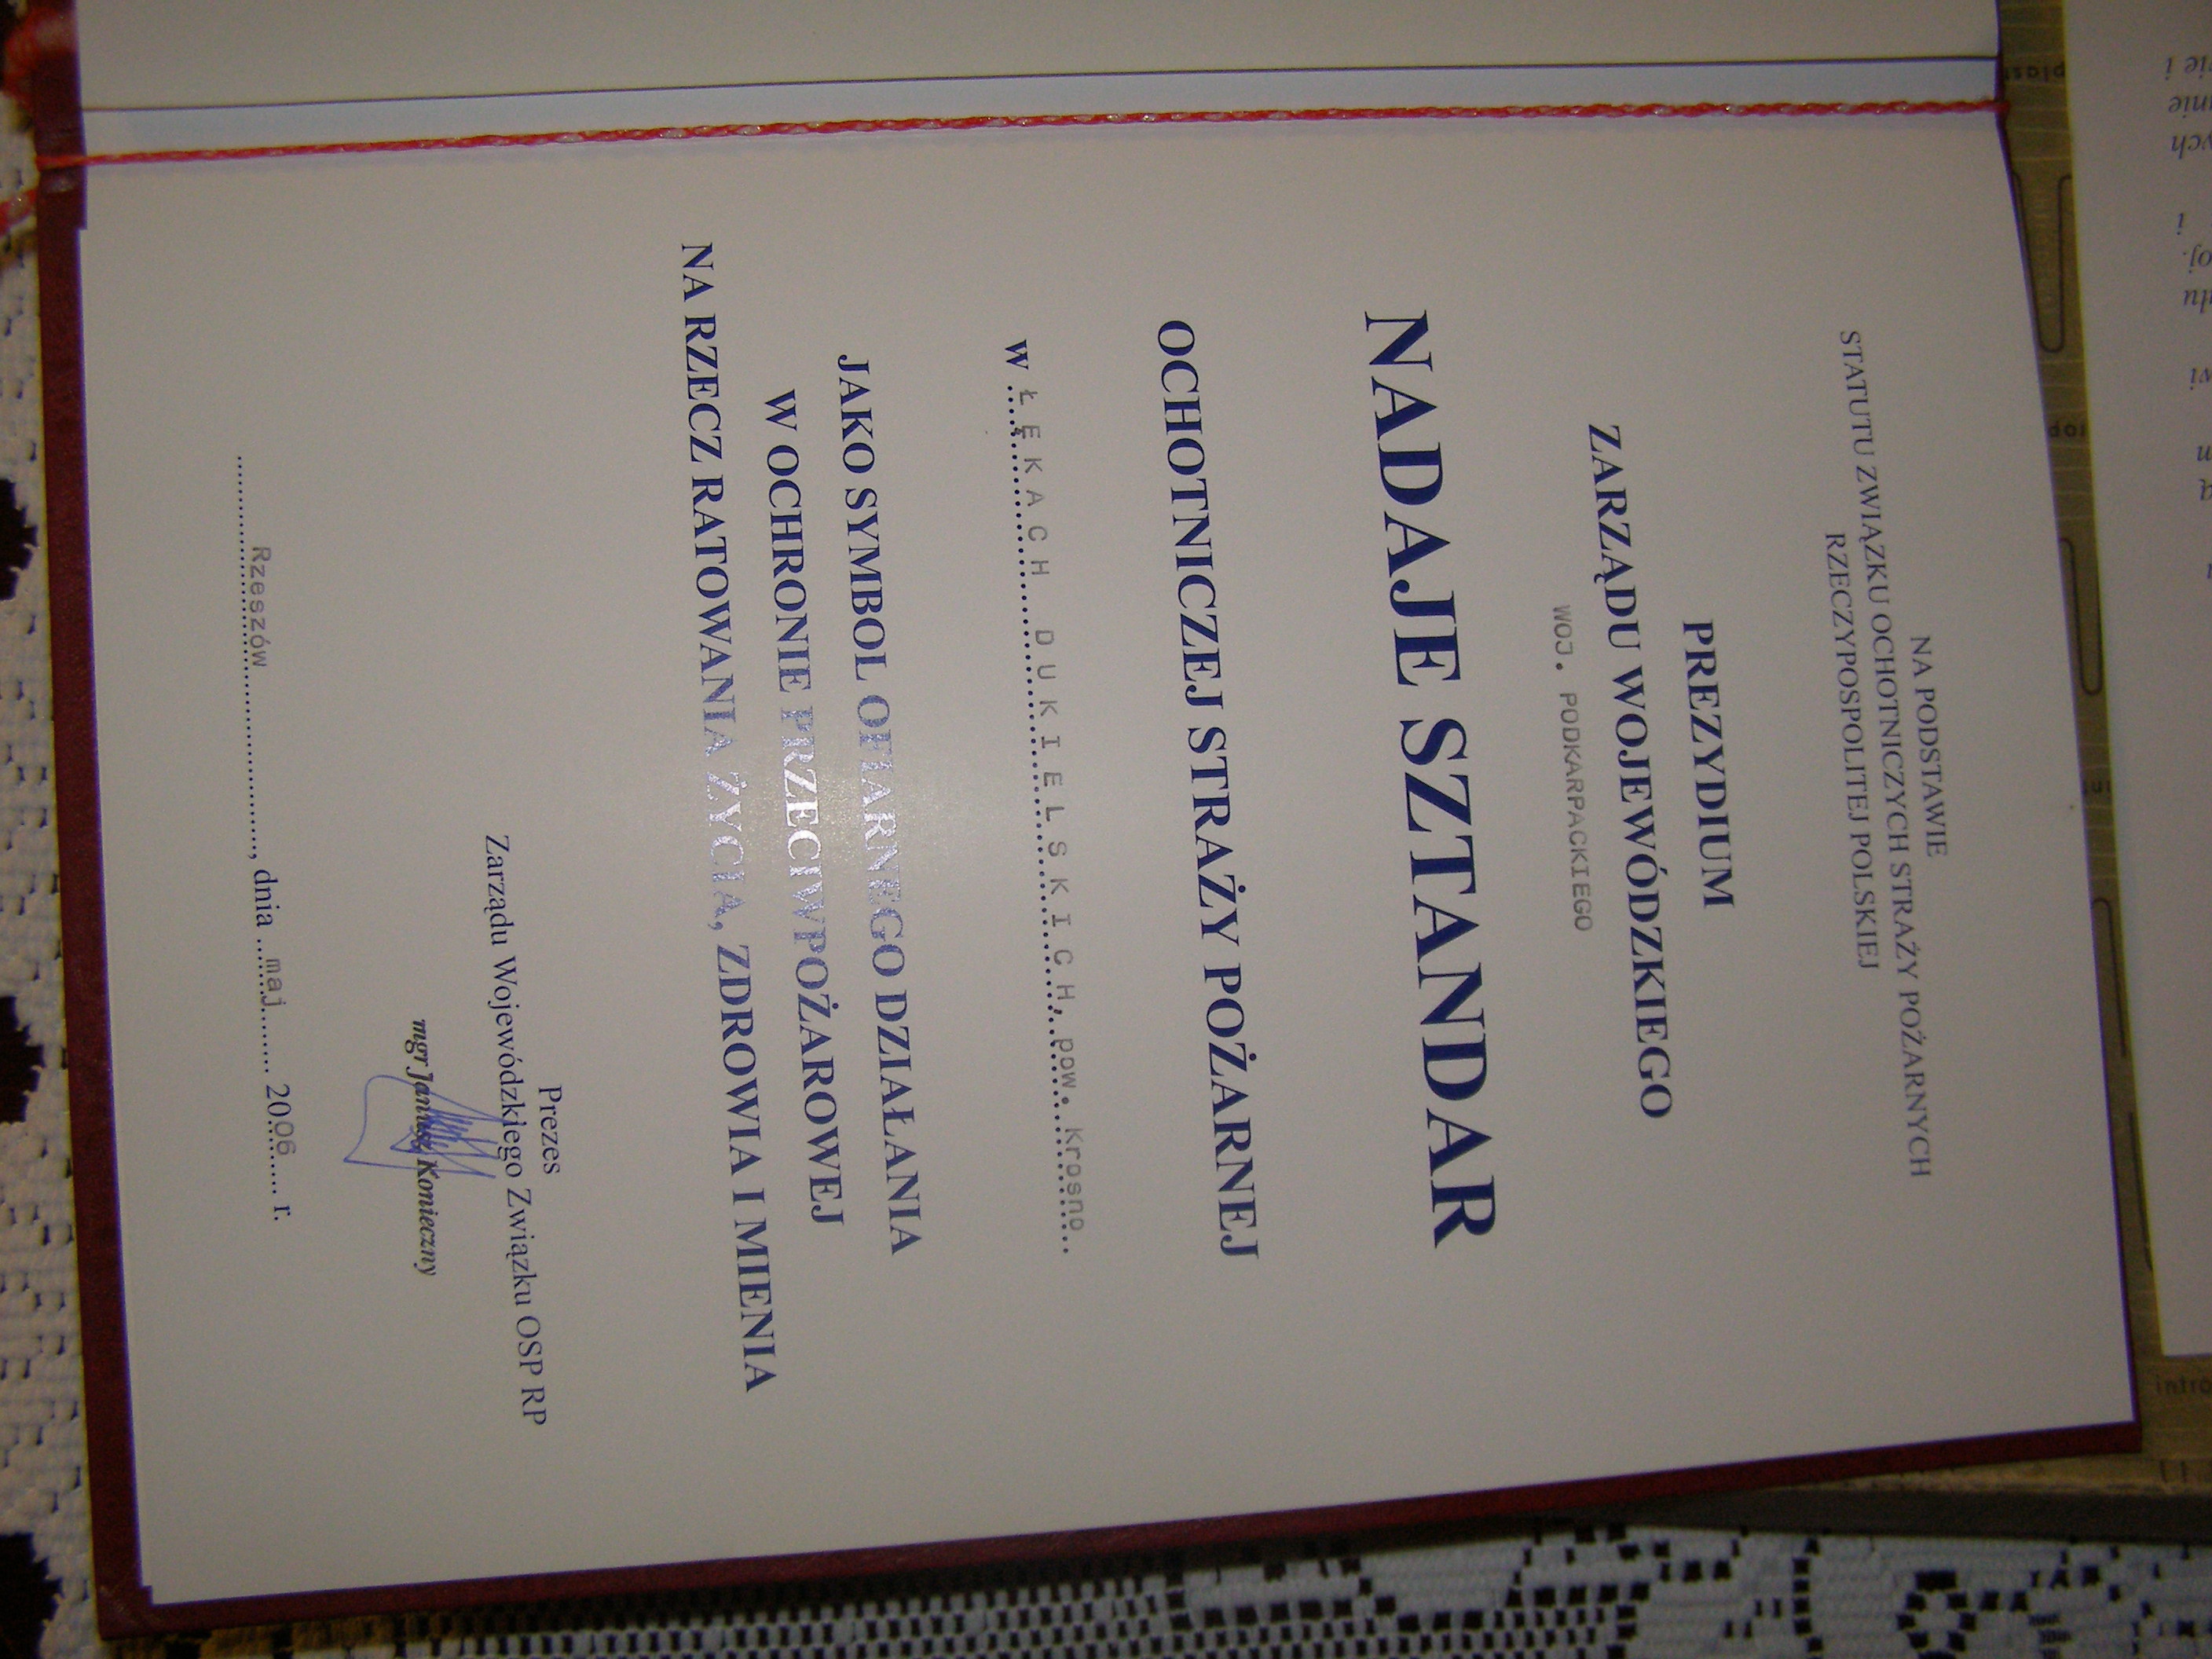 NA PODSTAWIE
STATUTU ZWIĄZKU OCHOTNICZYCH STRAŻY POŻARNYCH
RZECZYPOSPOLITEJ POLSKIEJ
PREZYDIUM
ZARZĄDU WOJEWÓDZKIEGO
WOJ. PODKARPACKIEGO
NADAJE SZTANDAR
OCHOTNICZEJ STRAŻY POŻARNEJ
w ŁĘKACH DUKIELSKICH, pow. Krosno
JAKO SYMBOL OFIARNEGO DZIAŁANIA
W OCHRONIE PRZECIWPOŻAROWEJ
NA RZECZ RATOWANIA ŻYCIA, ZDROWIA I MIENIA
Prezes
Zarządu Wojewódzkiego Związku OSP RP
mgr Janusz Konieczny
Rzeszów, dnia maj 2006 r.